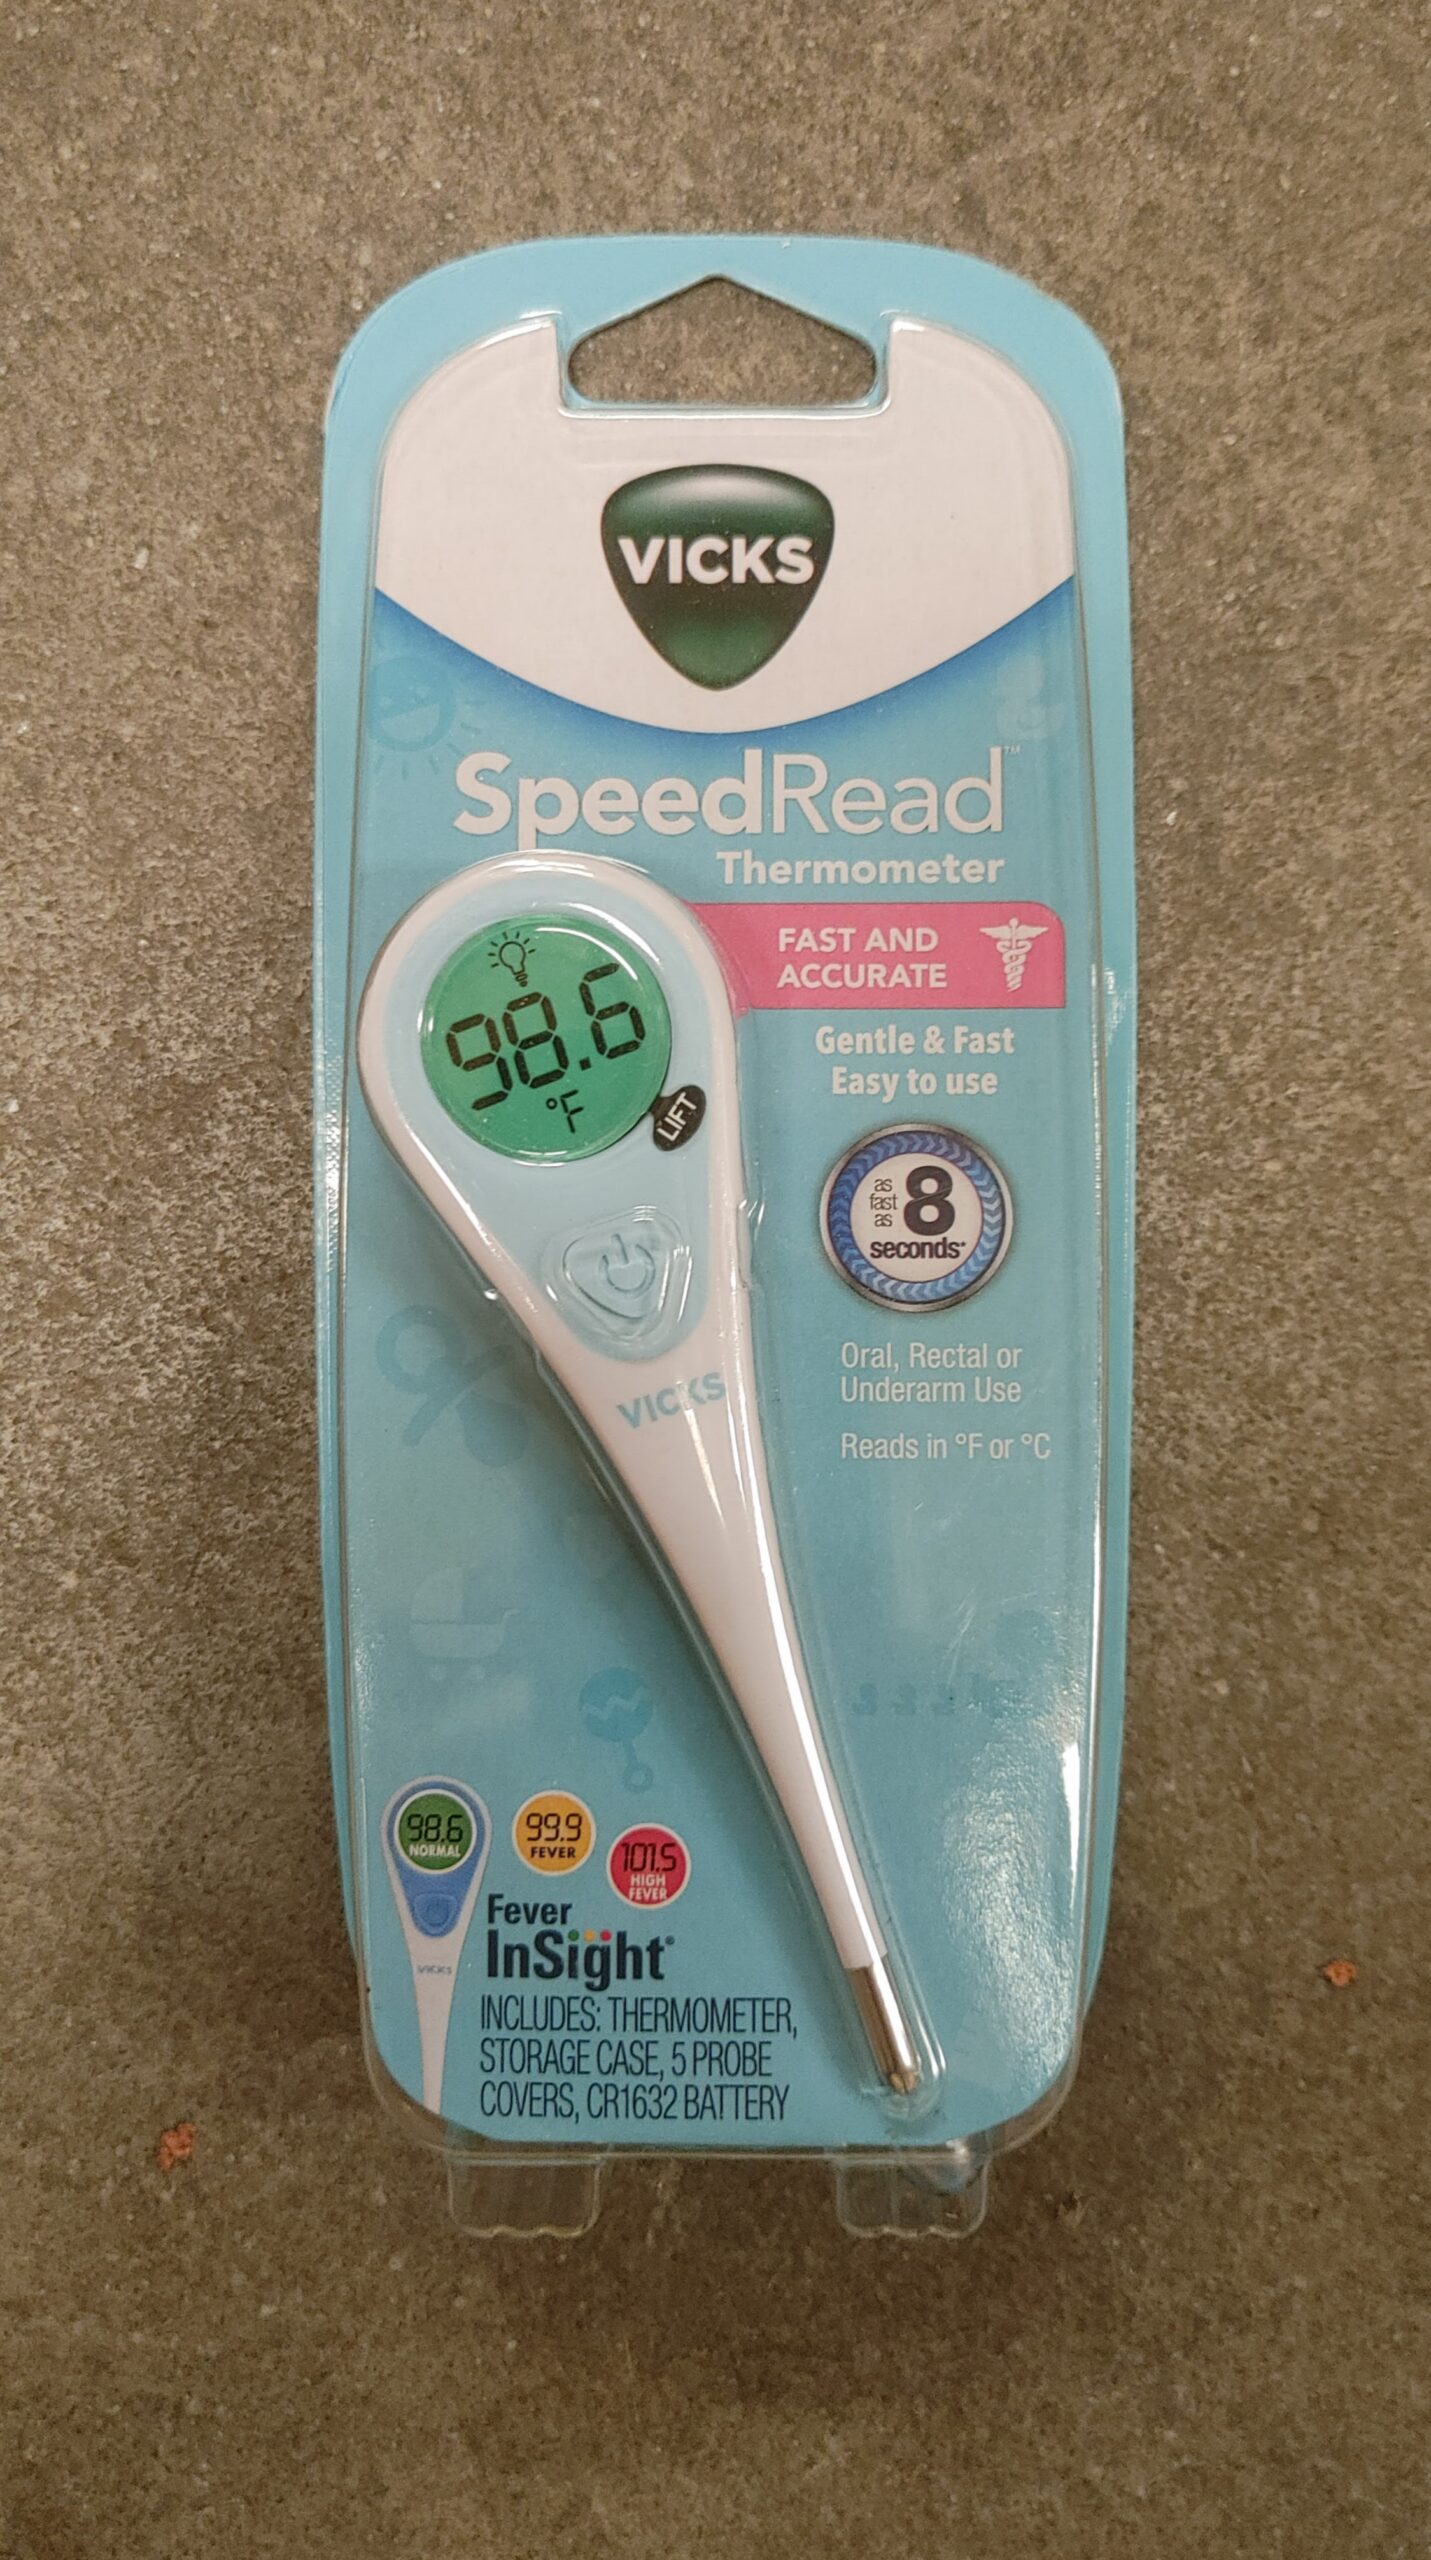 VICKS
SpeedRead™
Thermometer
FAST AND
ACCURATE
98.6
°F
LIFT
Gentle & Fast
Easy to use
as
fast
as
8
seconds*
VICKS
Oral, Rectal or
Underarm Use
Reads in °F or °C
98.6
NORMAL
99.9
FEVER
101.5
HIGH
FEVER
VICKS
Fever
InSight®
INCLUDES: THERMOMETER,
STORAGE CASE, 5 PROBE
COVERS, CR1632 BATTERY